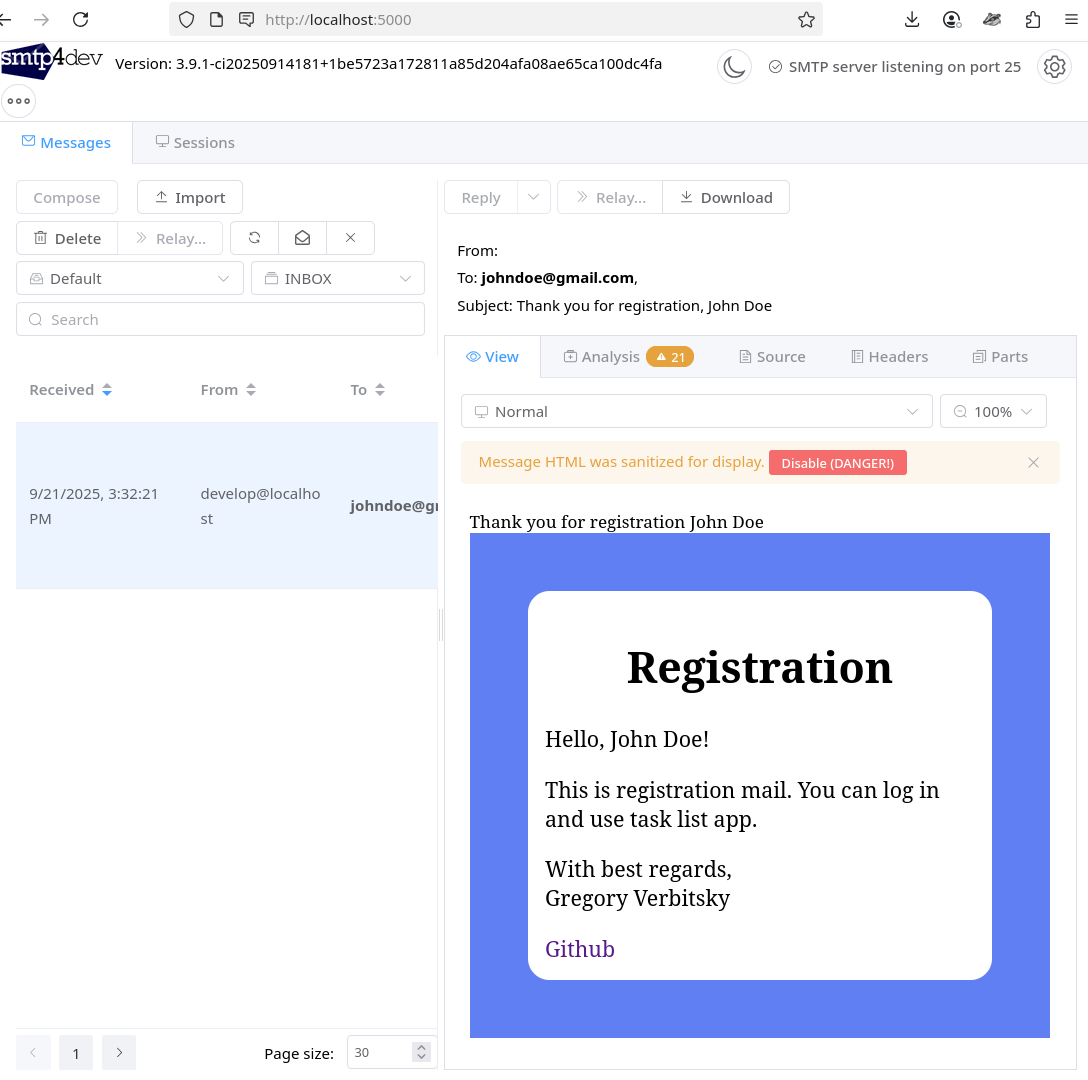 http://localhost:5000
smtp4dev
Version: 3.9.1-ci20250914181+1be5723a172811a85d204afa08ae65ca100dc4fa
SMTP server listening on port 25
Messages
Sessions
Compose
Import
Delete
Relay...
Default
INBOX
Search
Received
From
To
9/21/2025, 3:32:21
PM
develop@localho
st
johndoe@gr
1
Page size:
30
Reply
Relay...
Download
From:
To: johndoe@gmail.com,
Subject: Thank you for registration, John Doe
View
Analysis
21
Source
Headers
Parts
Normal
100%
Message HTML was sanitized for display.
Disable (DANGER!)
Thank you for registration John Doe
Registration
Hello, John Doe!
This is registration mail. You can log in
and use task list app.
With best regards,
Gregory Verbitsky
Github